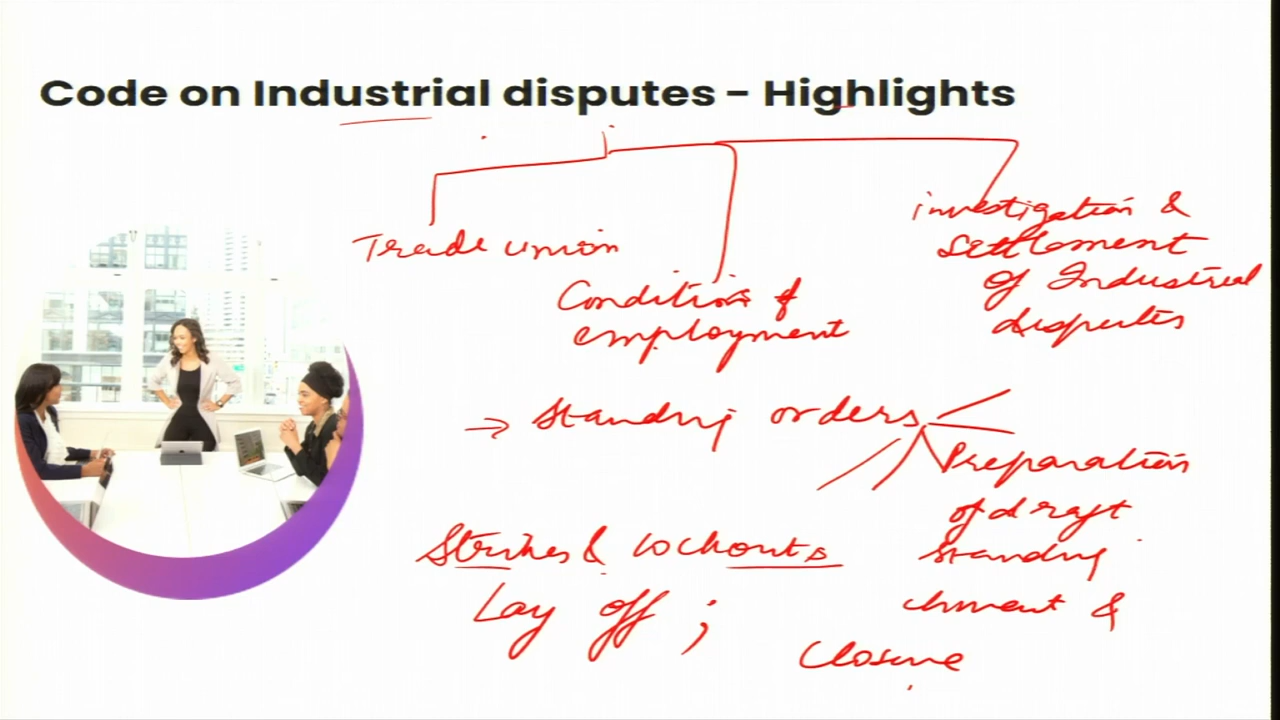 Code on Industrial disputes - Highlights
Trade union
Conditions of
employment
investigation &
settlement
of Industrial
disputes
→ Standing orders
Preparation
of draft
standing
Strikes & lockouts
Lay off ;
chment &
closure